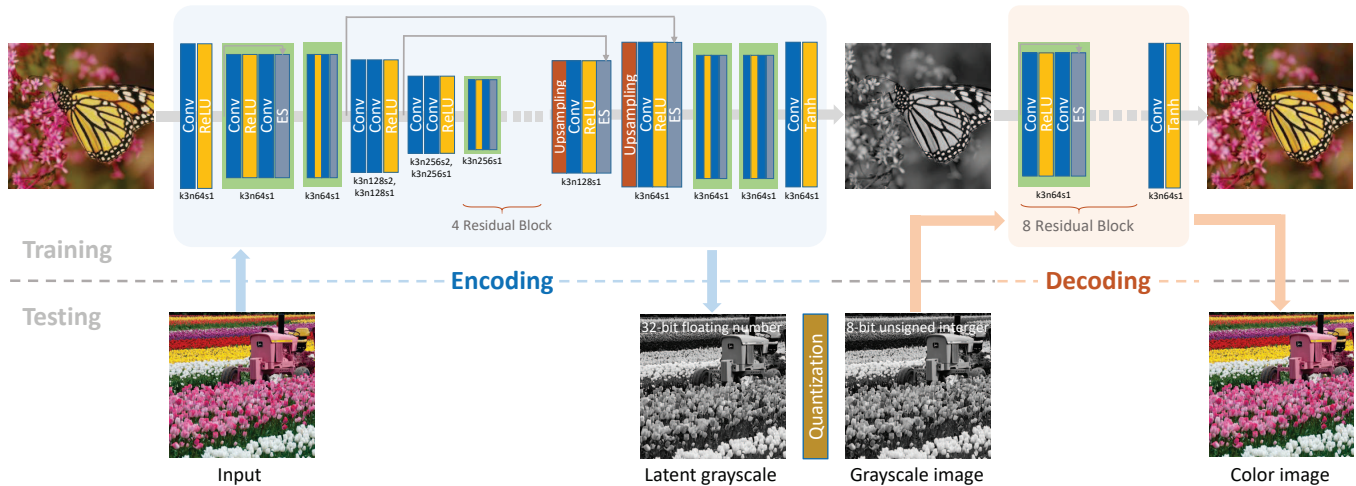 Conv
ReLU
k3n64s1
Conv
ReLU
Conv
ES
k3n64s1
k3n64s1
Conv
Conv
ReLU
k3n128s2,
k3n128s1
Conv
Conv
ReLU
k3n256s2,
k3n256s1
k3n256s1
4 Residual Block
Upsampling
Conv
ReLU
ES
k3n128s1
Upsampling
Conv
ReLU
ES
k3n64s1
k3n64s1
k3n64s1
Conv
Tanh
k3n64s1
Conv
ReLU
Conv
ES
k3n64s1
8 Residual Block
Conv
Tanh
k3n64s1
Training
Encoding
Decoding
Testing
32-bit floating number
Quantization
8-bit unsigned interger
Input
Latent grayscale
Grayscale image
Color image